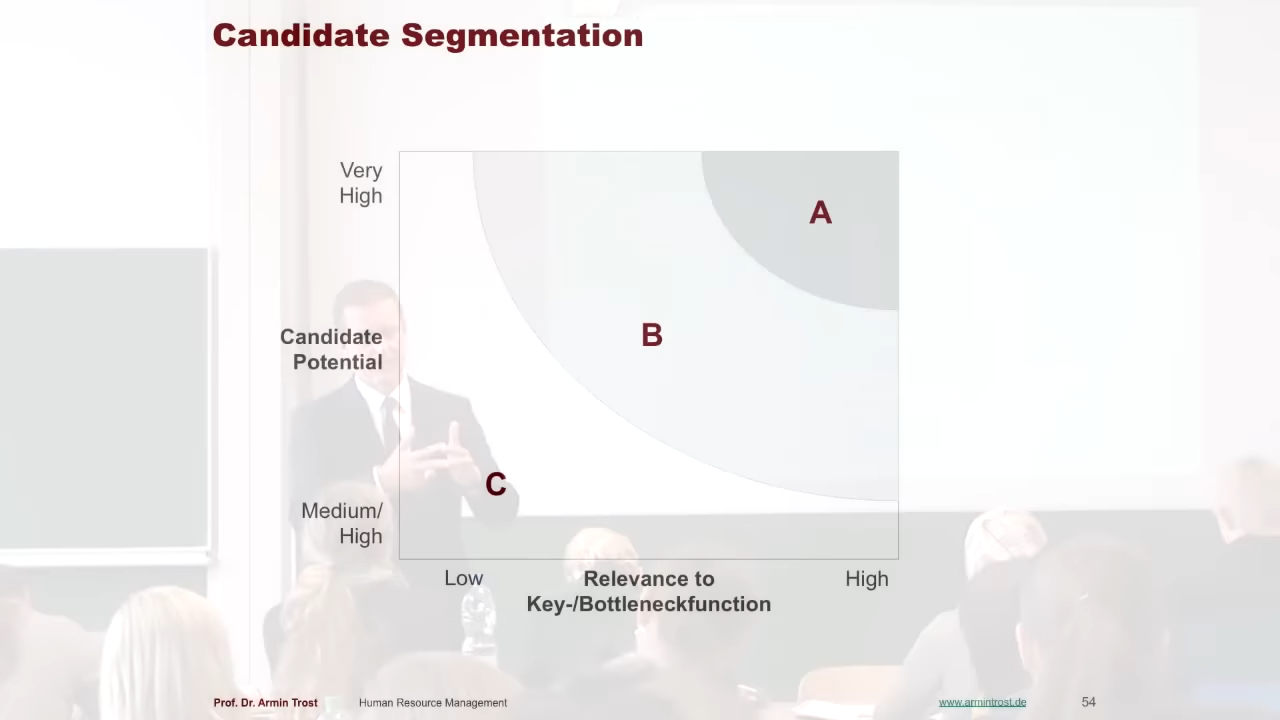 Candidate Segmentation
Very
High
A
Candidate
Potential
B
C
Medium/
High
Low
Relevance to
Key-/Bottleneckfunction
High
Prof. Dr. Armin Trost
Human Resource Management
www.armintrost.de
54